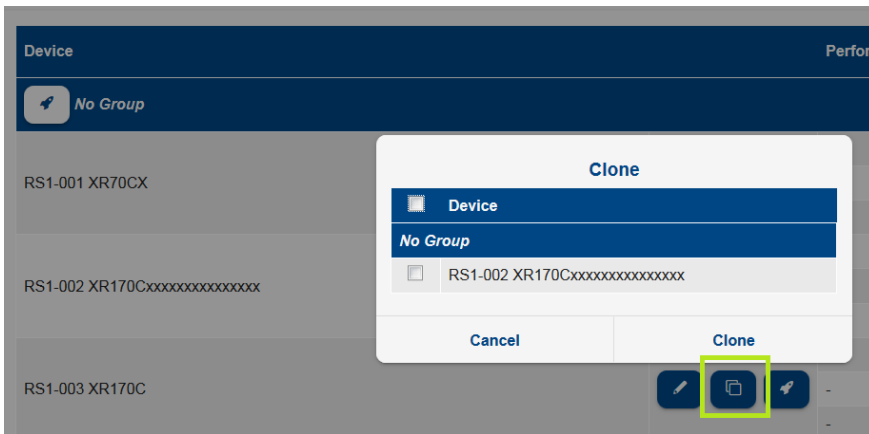 Device
Perfor
No Group
RS1-001 XR70CX
RS1-002 XR170Cxxxxxxxxxxxxxxx
RS1-003 XR170C
-
-
Clone
Device
No Group
RS1-002 XR170Cxxxxxxxxxxxxxxx
Cancel
Clone